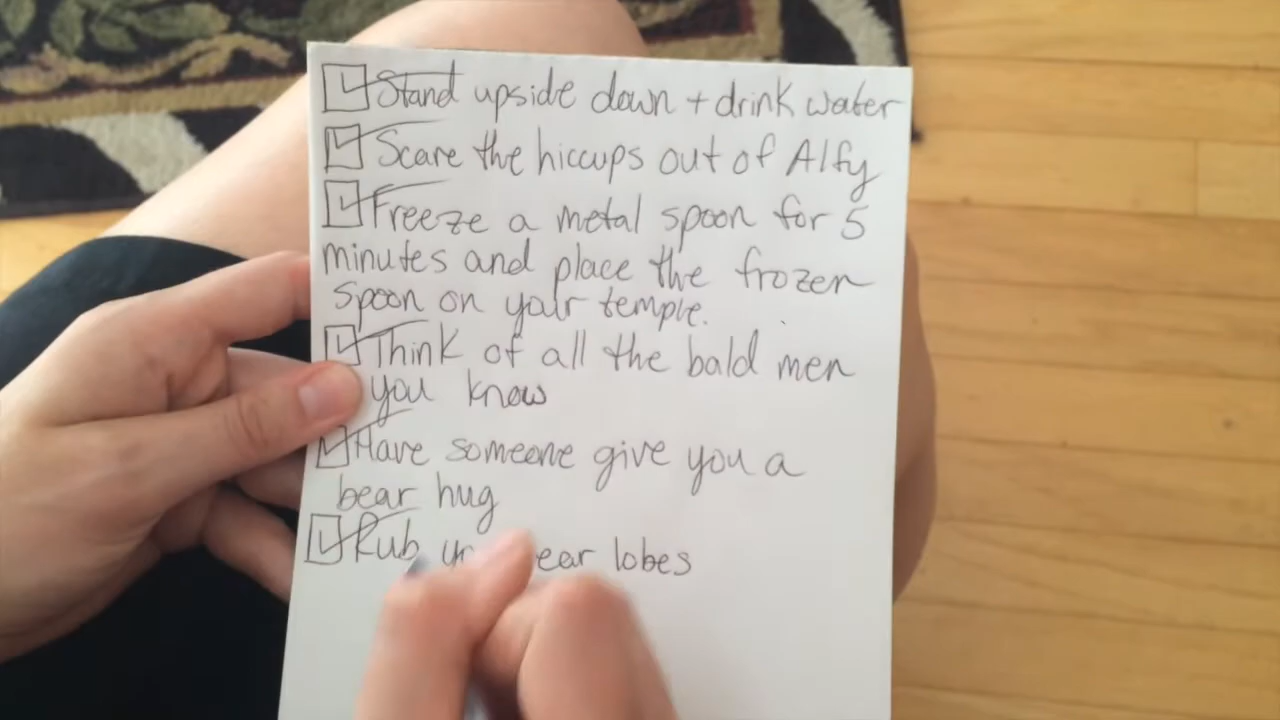 Stand upside down + drink water
Scare the hiccups out of Alfy
Freeze a metal spoon for 5
minutes and place the frozen
spoon on your temple.
Think of all the bald men
you know
Have someone give you a
bear hug
Rub ear lobes